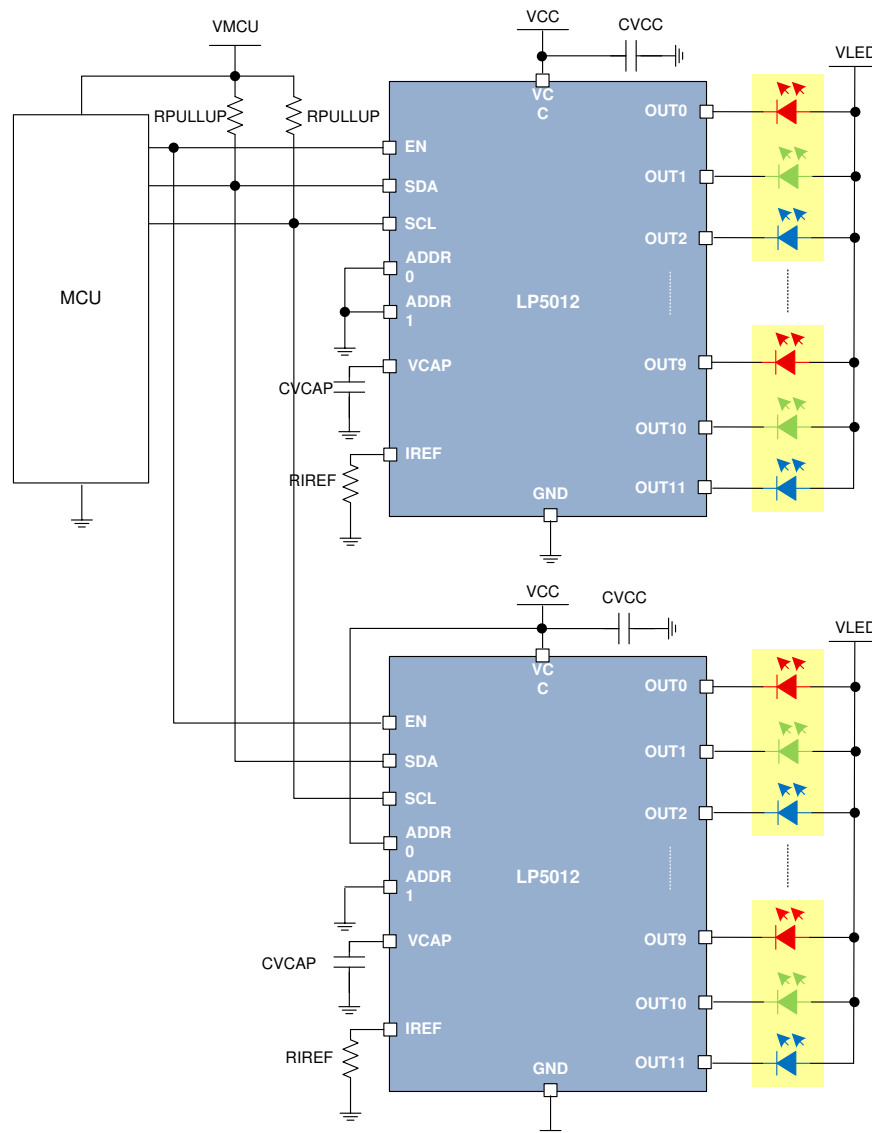 VMCU
RPULLUP
RPULLUP
MCU
VCC
CVCC
VLED
VC
C
EN
SDA
SCL
ADDR
0
ADDR
1
VCAP
IREF
LP5012
GND
OUT0
OUT1
OUT2
OUT9
OUT10
OUT11
CVCAP
RIREF
VCC
CVCC
VLED
VC
C
EN
SDA
SCL
ADDR
0
ADDR
1
VCAP
IREF
LP5012
GND
OUT0
OUT1
OUT2
OUT9
OUT10
OUT11
CVCAP
RIREF